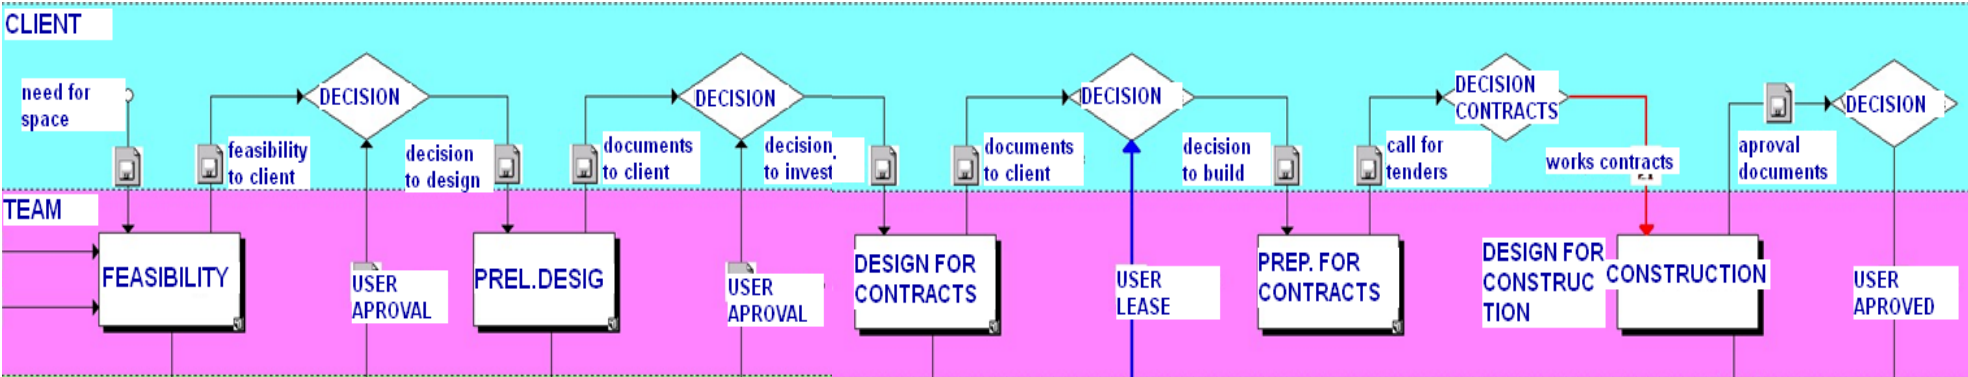 CLIENT
need for
space
feasibility
to client
DECISION
decision
to design
documents
to client
DECISION
decision
to invest
documents
to client
DECISION
decision
to build
call for
tenders
DECISION
CONTRACTS
works contracts
aproval
documents
DECISION
TEAM
FEASIBILITY
USER
APROVAL
PREL.DESIG
USER
APROVAL
DESIGN FOR
CONTRACTS
USER
LEASE
PREP. FOR
CONTRACTS
DESIGN FOR
CONSTRUC
TION
CONSTRUCTION
USER
APROVED